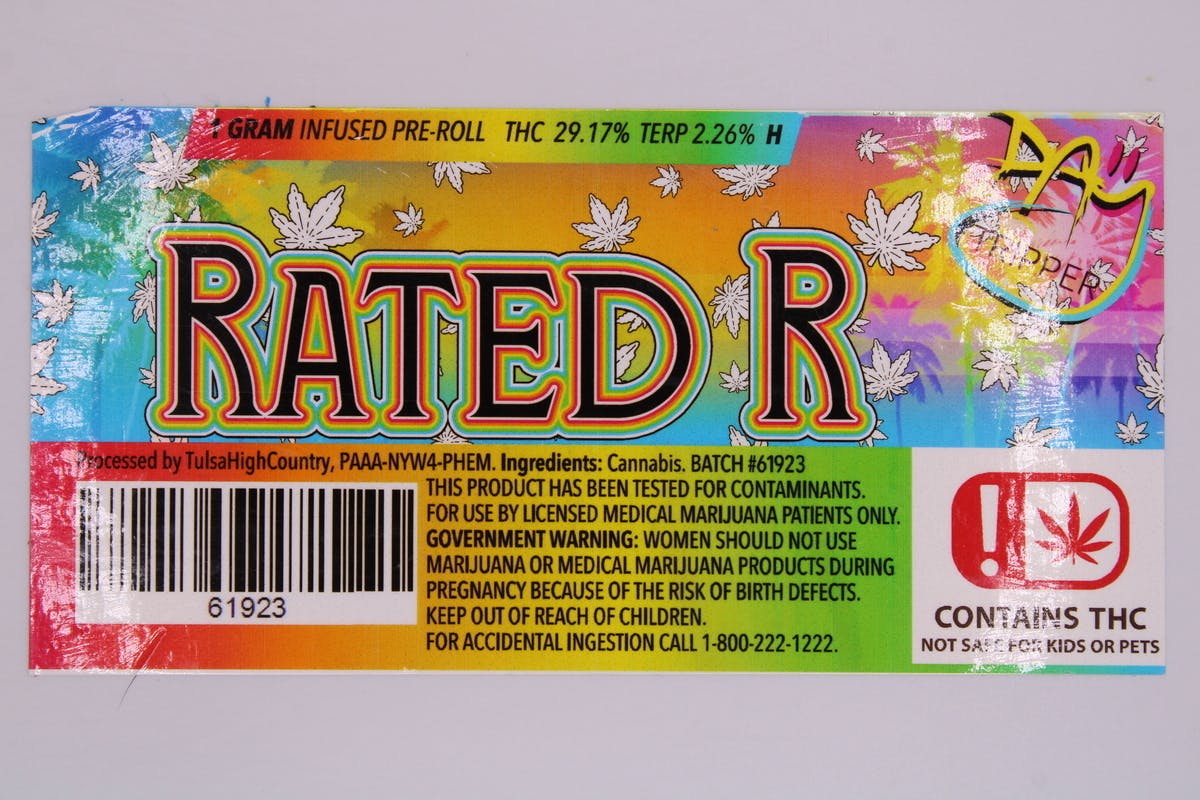 1 GRAM INFUSED PRE-ROLL THC 29.17% TERP 2.26% H
DAY
TRIPPER
RATED R
Processed by TulsaHighCountry, PAAA-NYW4-PHEM. Ingredients: Cannabis. BATCH #61923
THIS PRODUCT HAS BEEN TESTED FOR CONTAMINANTS.
FOR USE BY LICENSED MEDICAL MARIJUANA PATIENTS ONLY.
GOVERNMENT WARNING: WOMEN SHOULD NOT USE
MARIJUANA OR MEDICAL MARIJUANA PRODUCTS DURING
PREGNANCY BECAUSE OF THE RISK OF BIRTH DEFECTS.
KEEP OUT OF REACH OF CHILDREN.
FOR ACCIDENTAL INGESTION CALL 1-800-222-1222.
61923
!
CONTAINS THC
NOT SAFE FOR KIDS OR PETS